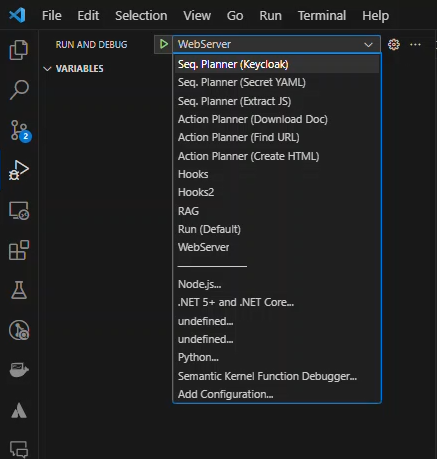 File Edit Selection View Go Run Terminal Help
RUN AND DEBUG WebServer
VARIABLES
Seq. Planner (Keycloak)
Seq. Planner (Secret YAML)
Seq. Planner (Extract JS)
Action Planner (Download Doc)
Action Planner (Find URL)
Action Planner (Create HTML)
Hooks
Hooks2
RAG
Run (Default)
WebServer
Node.js...
.NET 5+ and .NET Core...
undefined...
undefined...
Python...
Semantic Kernel Function Debugger...
Add Configuration...
2